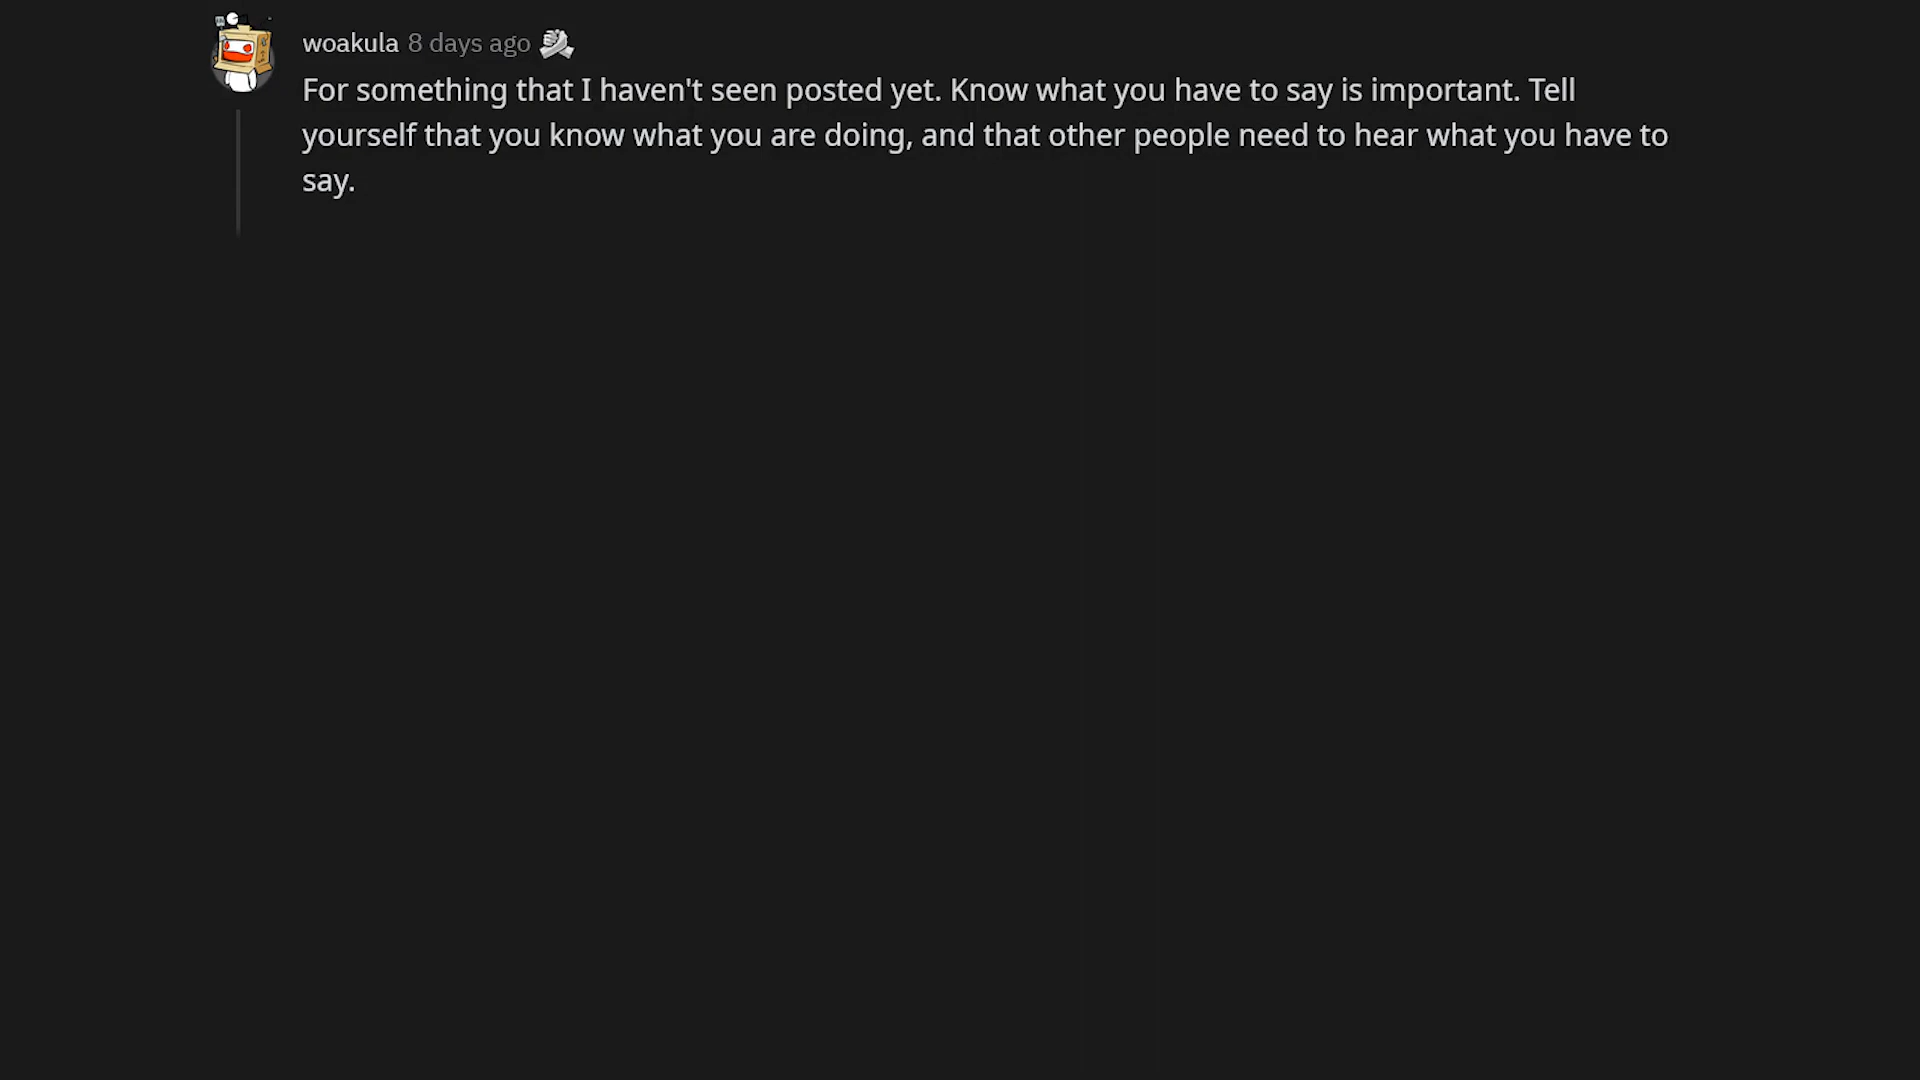 woakula 8 days ago
For something that I haven't seen posted yet. Know what you have to say is important. Tell
yourself that you know what you are doing, and that other people need to hear what you have to
say.